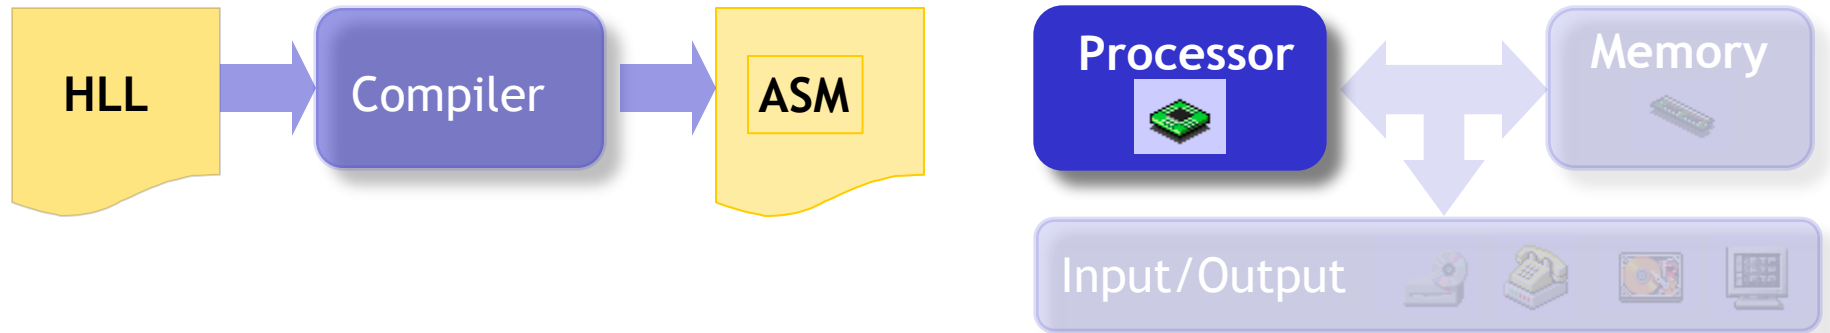 HLL
Compiler
ASM
Processor
Memory
Input/Output